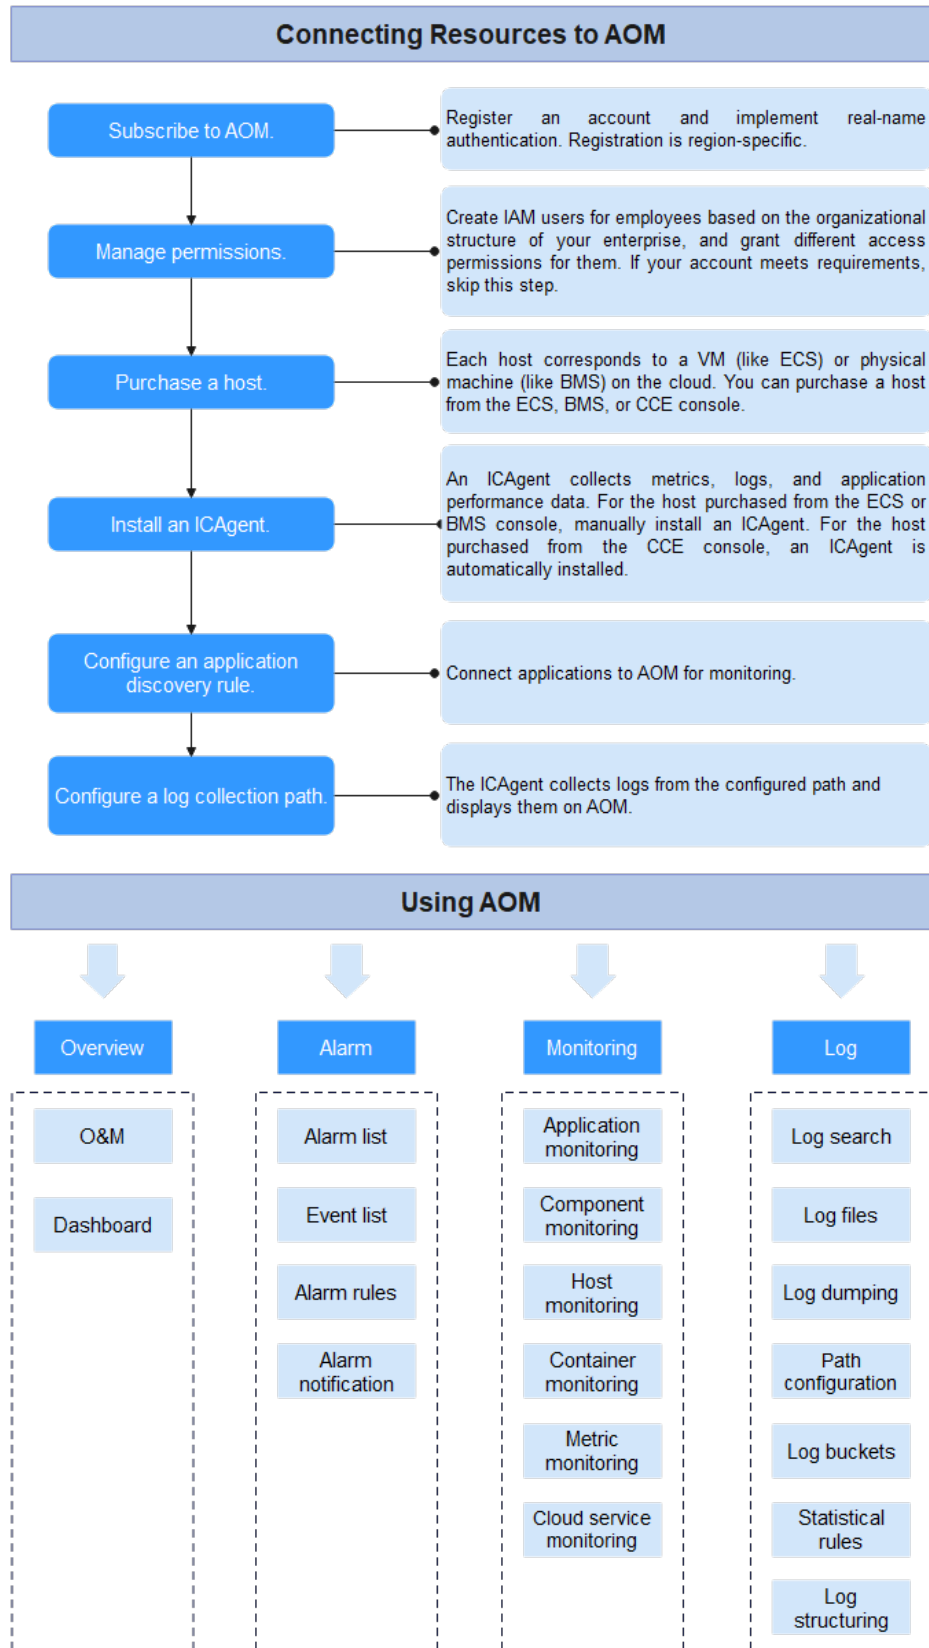 Connecting Resources to AOM
Subscribe to AOM.
Register an account and implement real-name
authentication. Registration is region-specific.
Manage permissions.
Create IAM users for employees based on the organizational
structure of your enterprise, and grant different access
permissions for them. If your account meets requirements,
skip this step.
Purchase a host.
Each host corresponds to a VM (like ECS) or physical
machine (like BMS) on the cloud. You can purchase a host
from the ECS, BMS, or CCE console.
Install an ICAgent.
An ICAgent collects metrics, logs, and application
performance data. For the host purchased from the ECS or
BMS console, manually install an ICAgent. For the host
purchased from the CCE console, an ICAgent is
automatically installed.
Configure an application
discovery rule.
Connect applications to AOM for monitoring.
Configure a log collection path.
The ICAgent collects logs from the configured path and
displays them on AOM.
Using AOM
Overview
O&M
Dashboard
Alarm
Alarm list
Event list
Alarm rules
Alarm
notification
Monitoring
Application
monitoring
Component
monitoring
Host
monitoring
Container
monitoring
Metric
monitoring
Cloud service
monitoring
Log
Log search
Log files
Log dumping
Path
configuration
Log buckets
Statistical
rules
Log
structuring